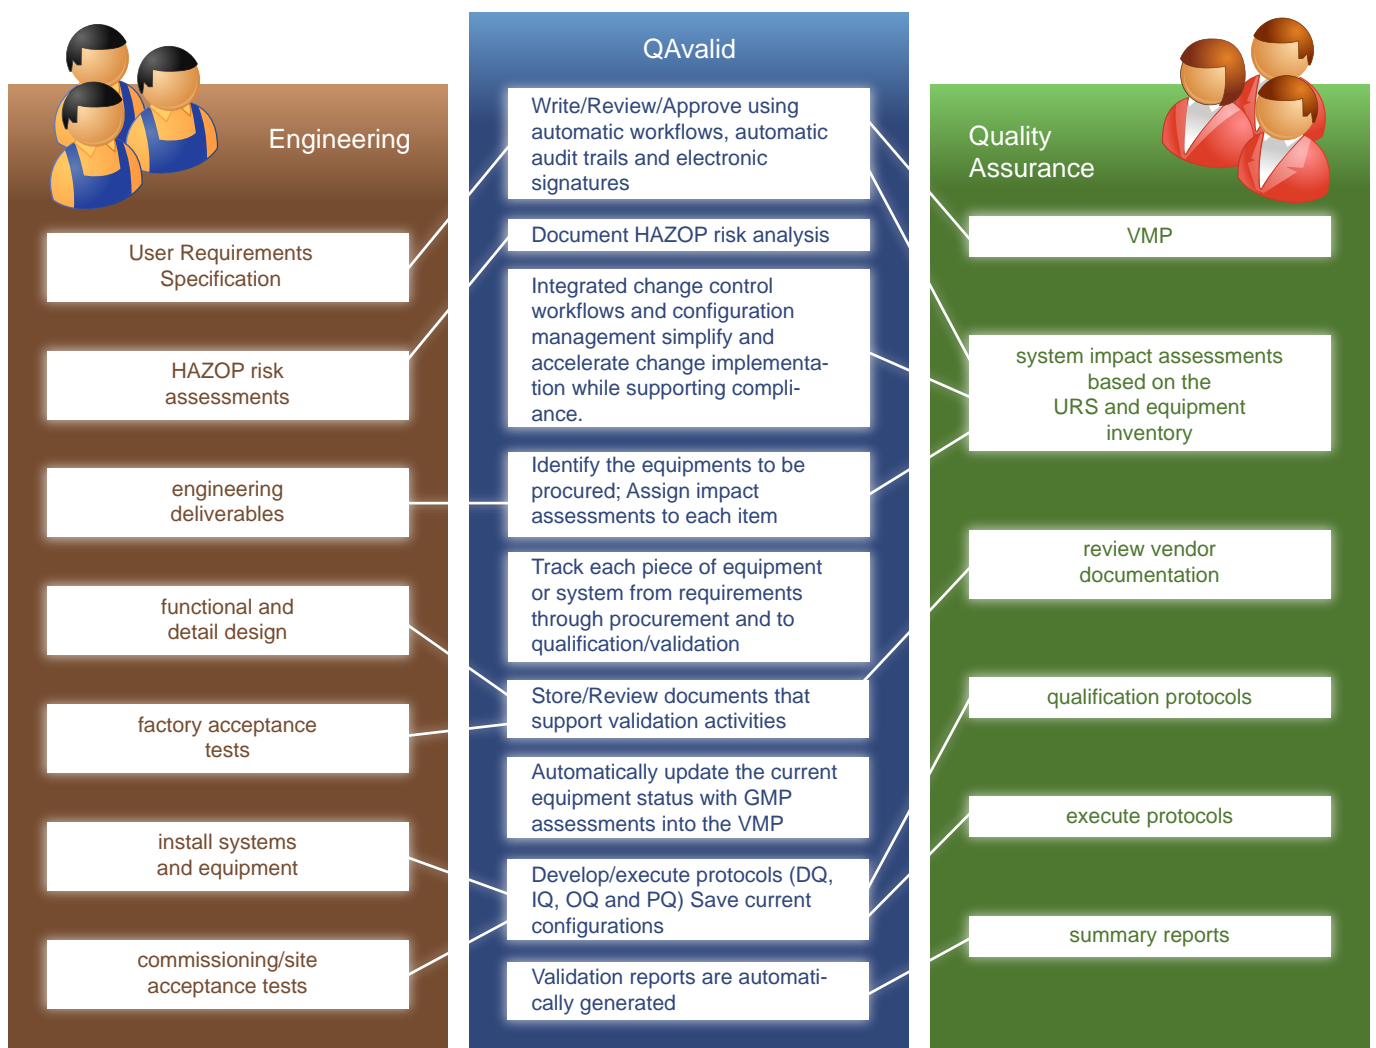 Engineering
User Requirements
Specification
HAZOP risk
assessments
engineering
deliverables
functional and
detail design
factory acceptance
tests
install systems
and equipment
commissioning/site
acceptance tests
QAvalid
Write/Review/Approve using
automatic workflows, automatic
audit trails and electronic
signatures
Document HAZOP risk analysis
Integrated change control
workflows and configuration
management simplify and
accelerate change implementa-
tion while supporting compli-
ance.
Identify the equipments to be
procured; Assign impact
assessments to each item
Track each piece of equipment
or system from requirements
through procurement and to
qualification/validation
Store/Review documents that
support validation activities
Automatically update the current
equipment status with GMP
assessments into the VMP
Develop/execute protocols (DQ,
IQ, OQ and PQ) Save current
configurations
Validation reports are automati-
cally generated
Quality
Assurance
VMP
system impact assessments
based on the
URS and equipment
inventory
review vendor
documentation
qualification protocols
execute protocols
summary reports